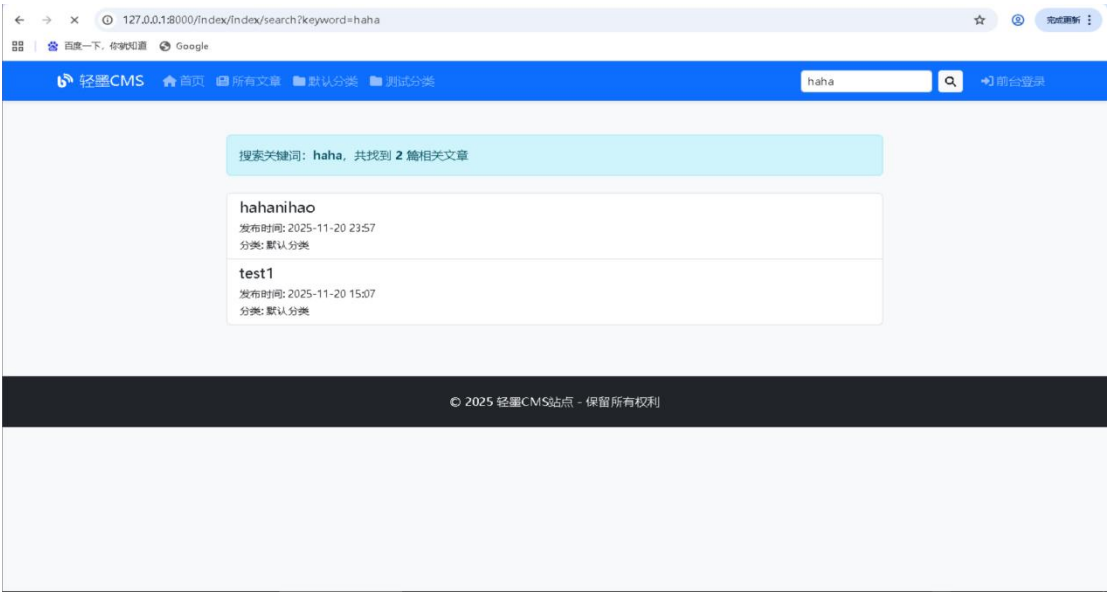 127.0.0.1:8000/index/index/search?keyword=haha
完成更新
百度一下，你就知道 Google
轻墨CMS 首页 所有文章 默认分类 测试分类 haha 前台登录
搜索关键词：haha，共找到 2 篇相关文章
hahanihao
发布时间: 2025-11-20 23:57
分类: 默认分类
test1
发布时间: 2025-11-20 15:07
分类: 默认分类
© 2025 轻墨CMS站点 - 保留所有权利